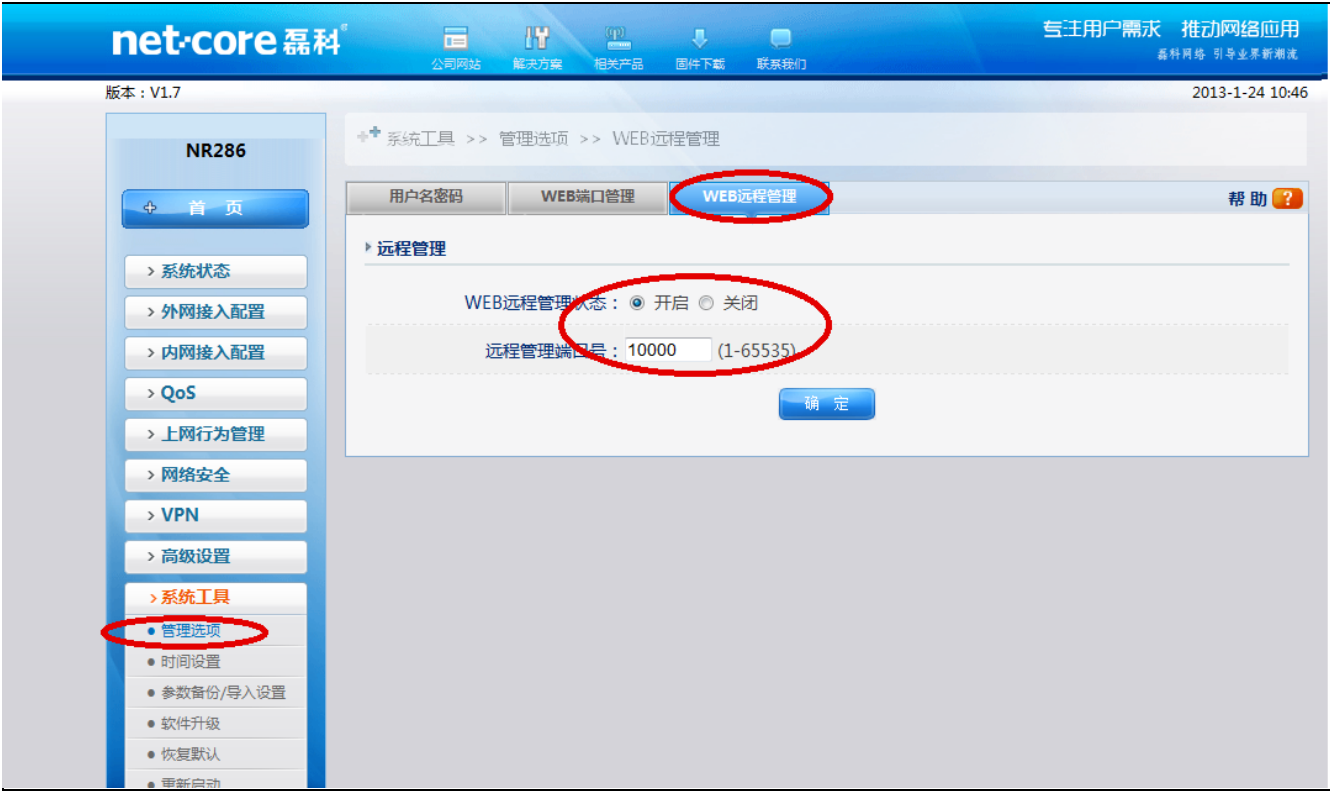 net·core 磊科
公司网站 解决方案 相关产品 固件下载 联系我们
专注用户需求 推动网络应用
磊科网络 引导业界新潮流
版本：V1.7
2013-1-24 10:46
NR286
首 页
系统状态
外网接入配置
内网接入配置
QoS
上网行为管理
网络安全
VPN
高级设置
系统工具
管理选项
时间设置
参数备份/导入设置
软件升级
恢复默认
重新启动
系统工具 >> 管理选项 >> WEB远程管理
用户名密码 WEB端口管理 WEB远程管理
帮 助 ?
远程管理
WEB远程管理状态： 开启 关闭
远程管理端口号： 10000 (1-65535)
确 定